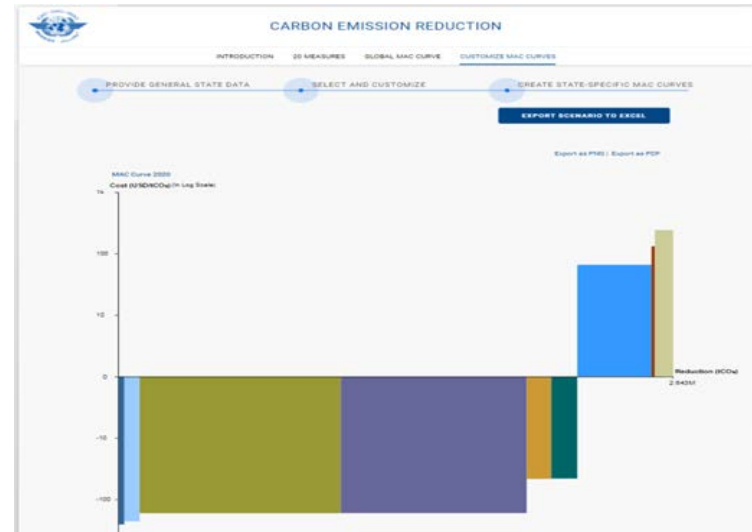 CARBON EMISSION REDUCTION
INTRODUCTION 20 MEASURES GLOBAL MAC CURVE CUSTOMIZE MAC CURVES
PROVIDE GENERAL STATE DATA SELECT AND CUSTOMIZE CREATE STATE-SPECIFIC MAC CURVES
EXPORT SCENARIO TO EXCEL
Export as PNG | Export as PDF
MAC Curve 2020
Cost (USD/tCO₂) (In Log Scale)
1k
100
10
0
Reduction (tCO₂)
2.643M
-10
-100